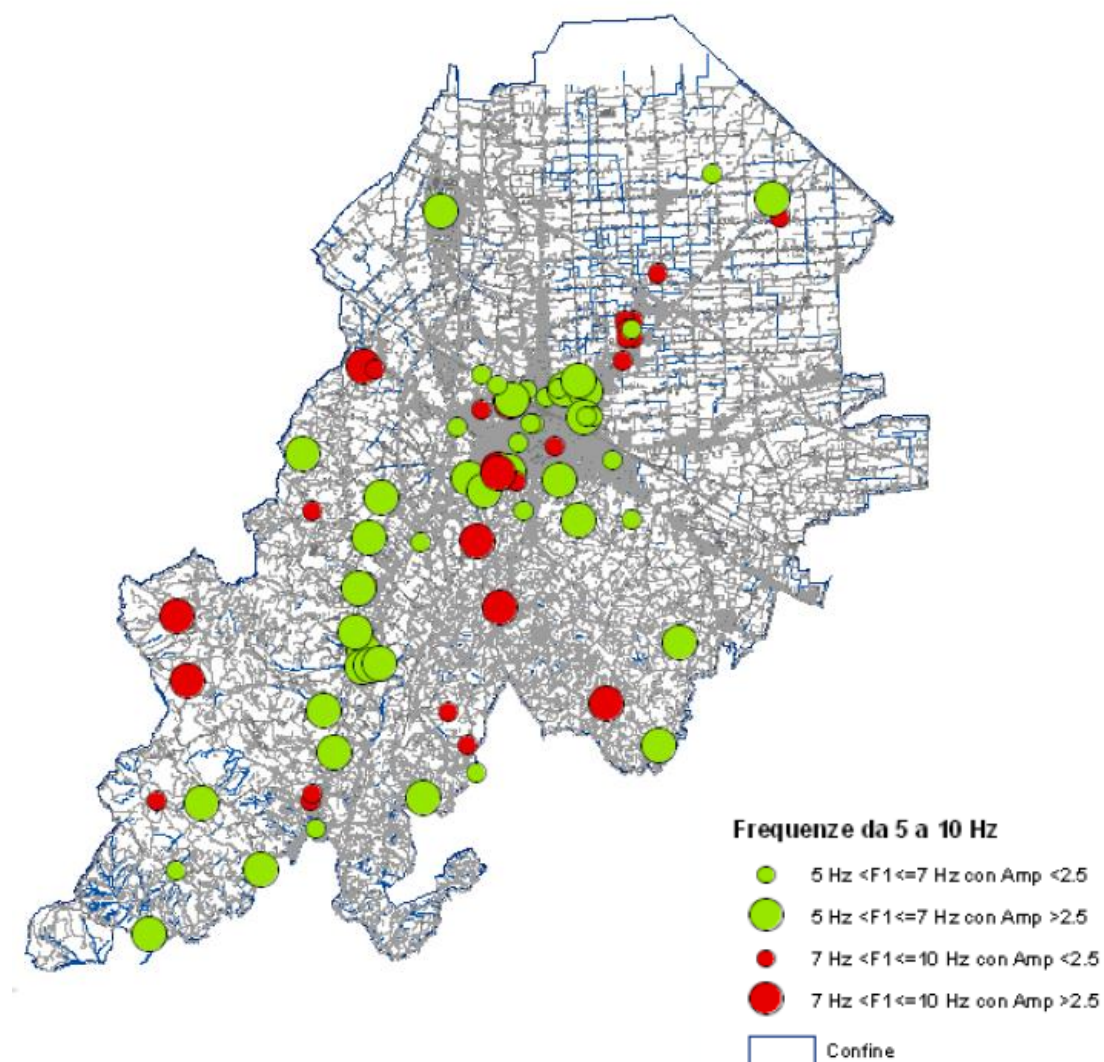 Frequenze da 5 a 10 Hz
5 Hz <F1<=7 Hz con Amp <2.5
5 Hz <F1<=7 Hz con Amp >2.5
7 Hz <F1<=10 Hz con Amp <2.5
7 Hz <F1<=10 Hz con Amp >2.5
Confine